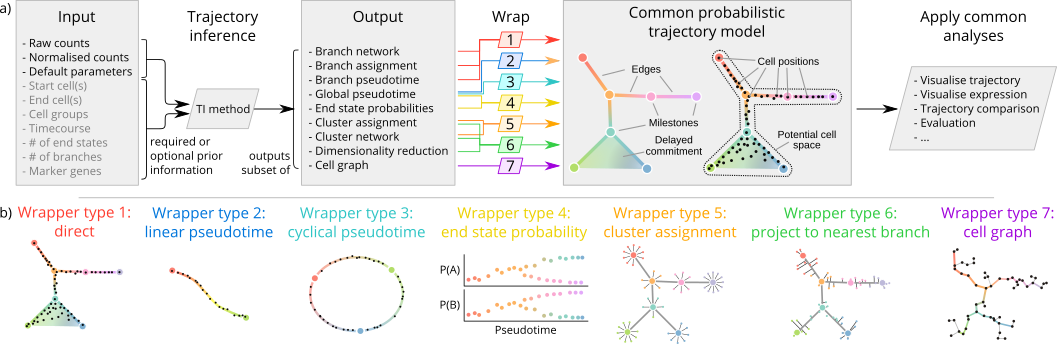 a)
Input
- Raw counts
- Normalised counts
- Default parameters
- Start cell(s)
- End cell(s)
- Cell groups
- Timecourse
- # of end states
- # of branches
- Marker genes
Trajectory
inference
TI method
required or
optional prior
information
outputs
subset of
Output
- Branch network
- Branch assignment
- Branch pseudotime
- Global pseudotime
- End state probabilities
- Cluster assignment
- Cluster network
- Dimensionality reduction
- Cell graph
Wrap
1
2
3
4
5
6
7
Common probabilistic
trajectory model
Edges
Milestones
Delayed
commitment
Cell positions
Potential cell
space
Apply common
analyses
- Visualise trajectory
- Visualise expression
- Trajectory comparison
- Evaluation
- ...
b)
Wrapper type 1:
direct
Wrapper type 2:
linear pseudotime
Wrapper type 3:
cyclical pseudotime
Wrapper type 4:
end state probability
P(A)
P(B)
Pseudotime
Wrapper type 5:
cluster assignment
Wrapper type 6:
project to nearest branch
Wrapper type 7:
cell graph